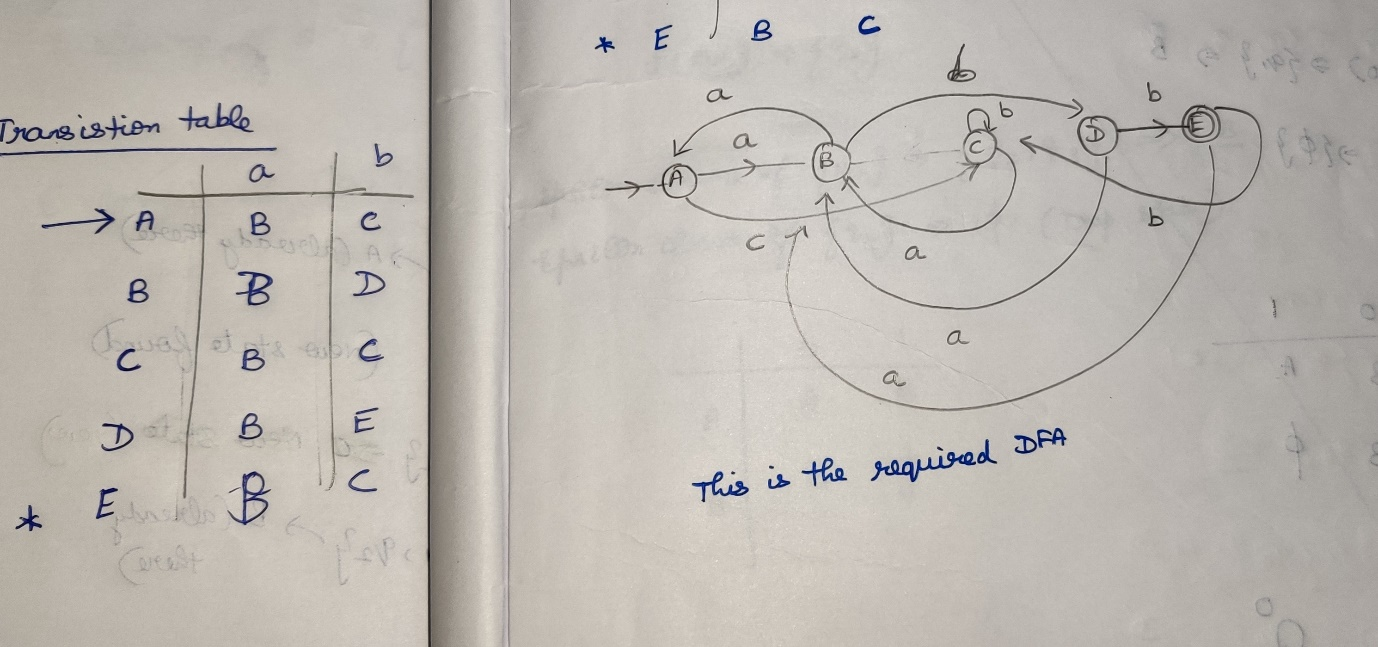 Transistion table
a b
→ A B C
B B D
C B C
D B E
* E B C
* E B C
b
a
b
b
a
A B C D E
c
a
b
a
a
This is the required DFA